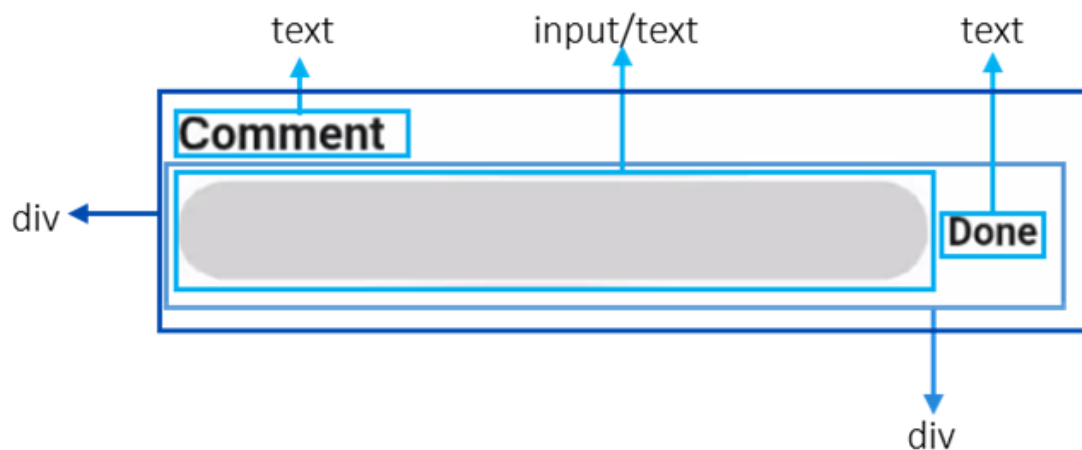 text
input/text
text
Comment
div
Done
div